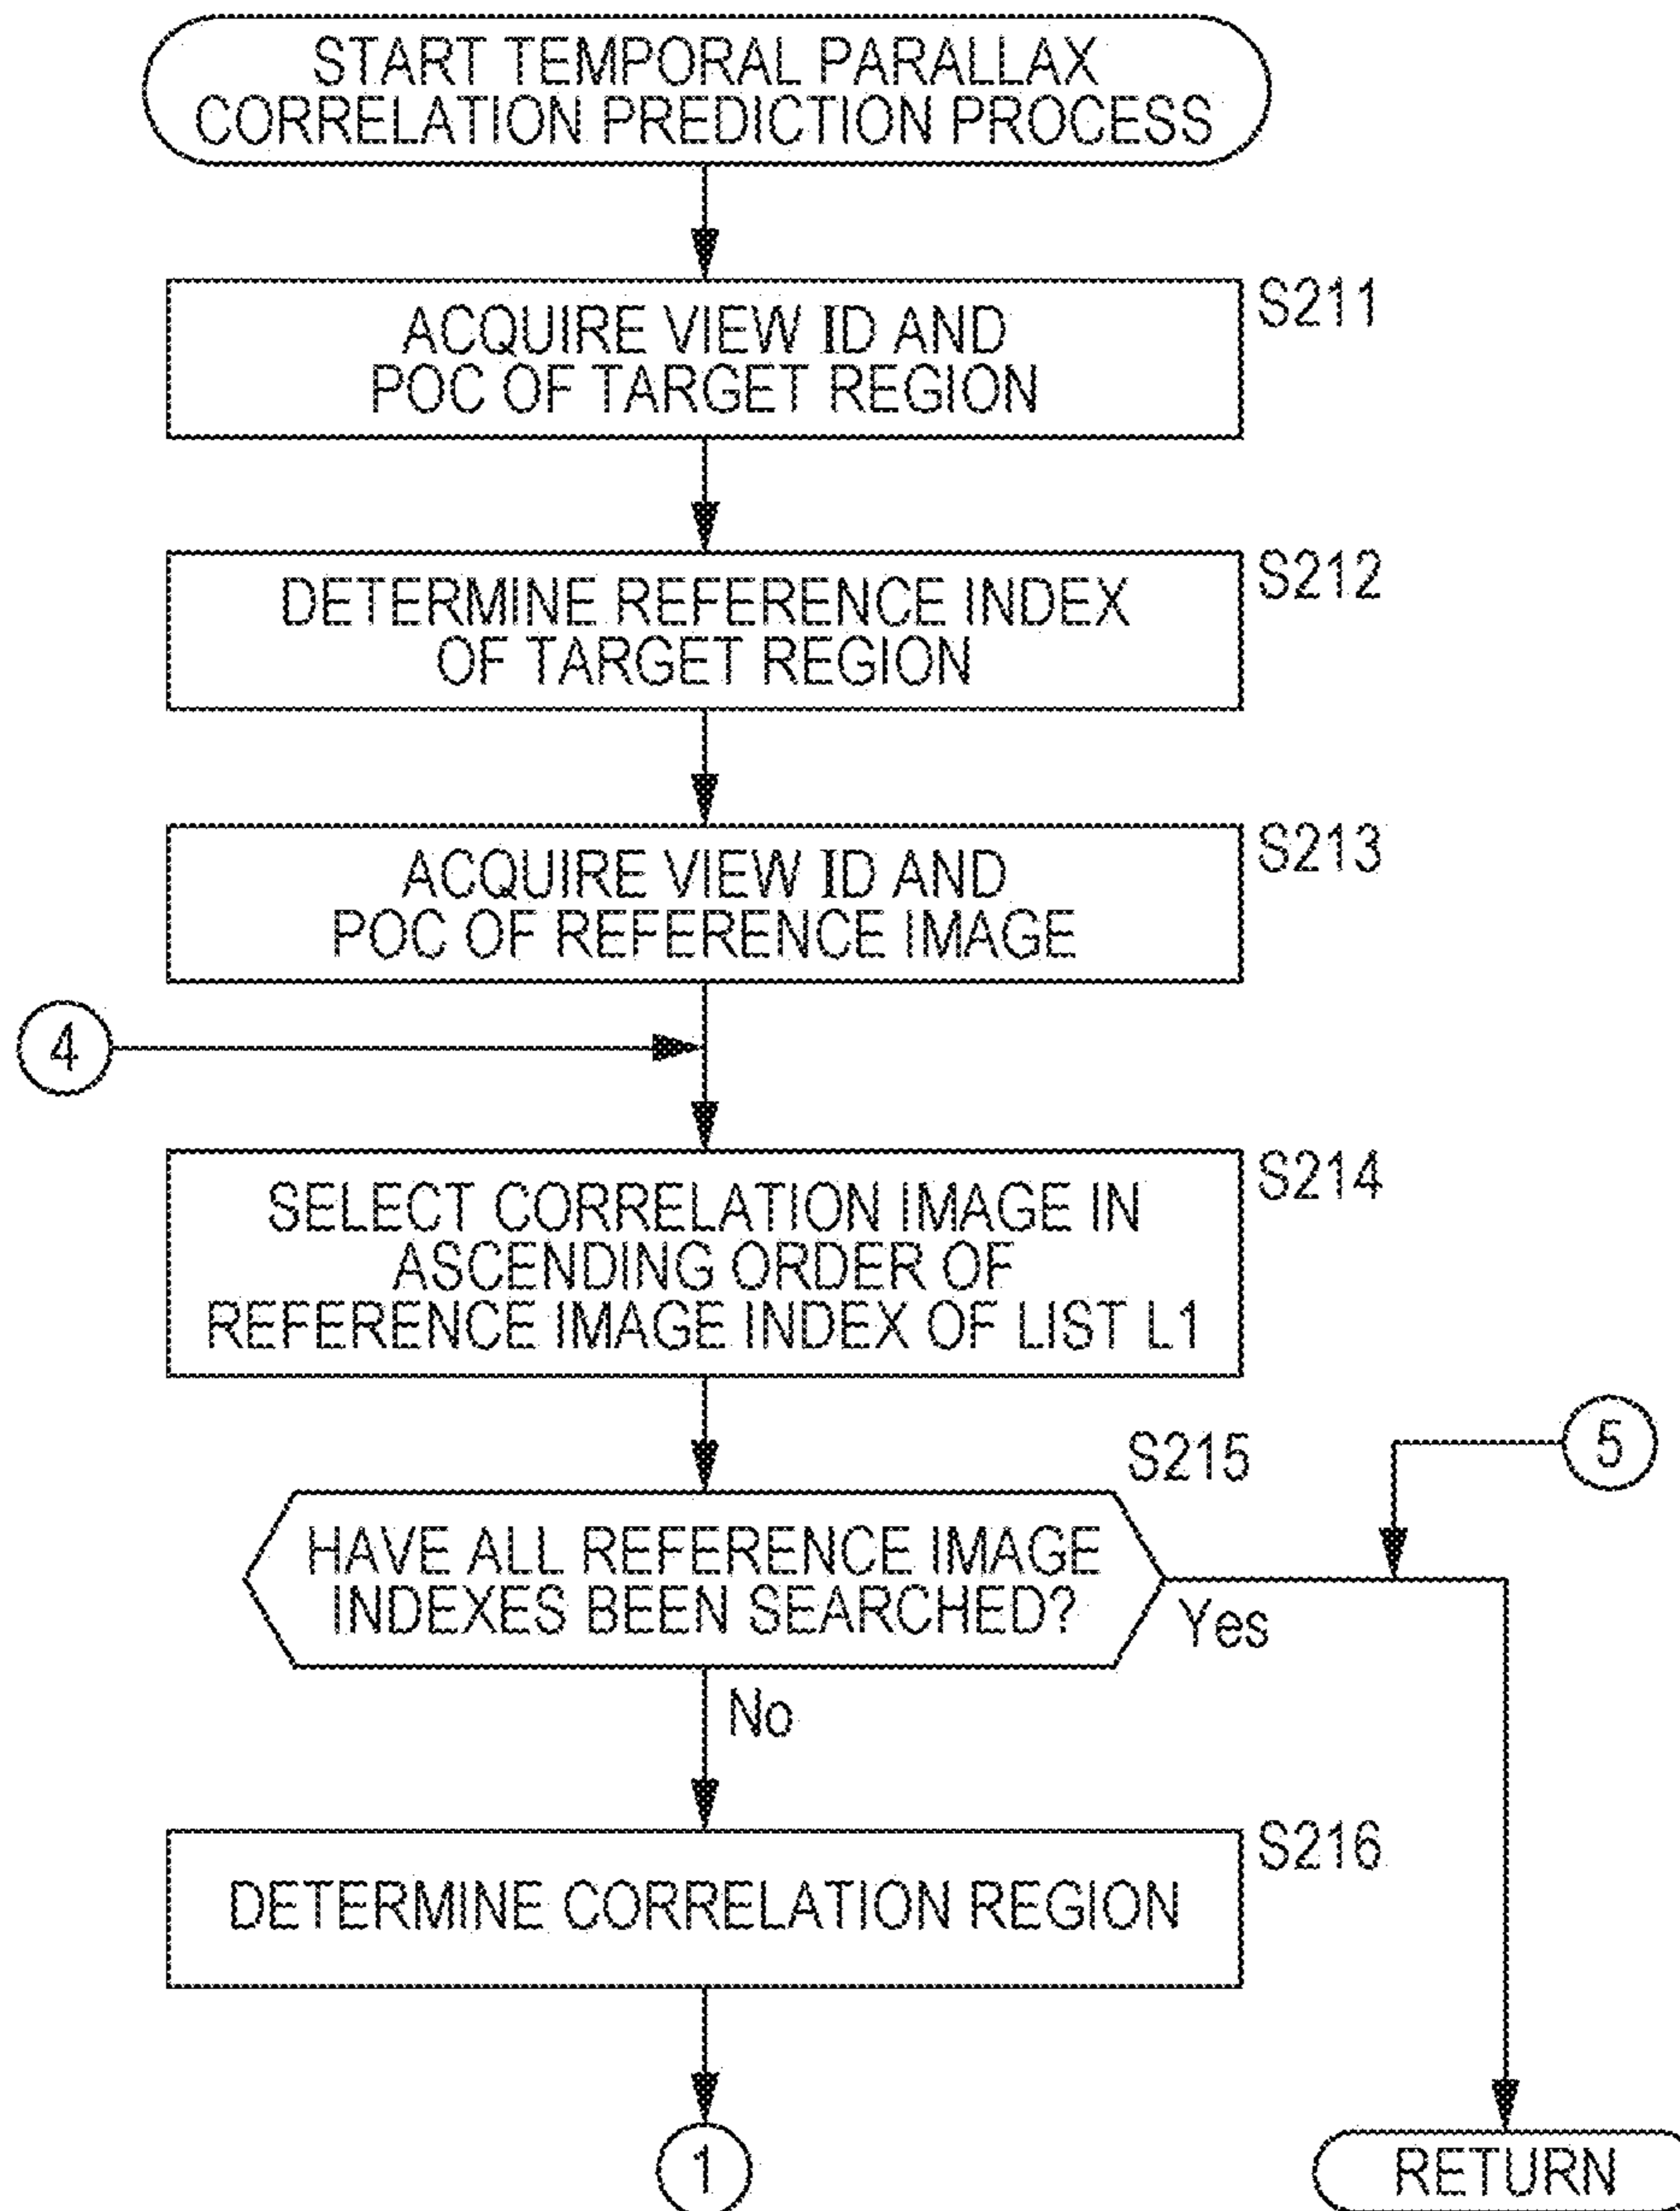 START TEMPORAL PARALLAX
CORRELATION PREDICTION PROCESS
S211
ACQUIRE VIEW ID AND
POC OF TARGET REGION
S212
DETERMINE REFERENCE INDEX
OF TARGET REGION
S213
ACQUIRE VIEW ID AND
POC OF REFERENCE IMAGE
4
S214
SELECT CORRELATION IMAGE IN
ASCENDING ORDER OF
REFERENCE IMAGE INDEX OF LIST L1
5
S215
HAVE ALL REFERENCE IMAGE
INDEXES BEEN SEARCHED?
Yes
No
S216
DETERMINE CORRELATION REGION
1
RETURN